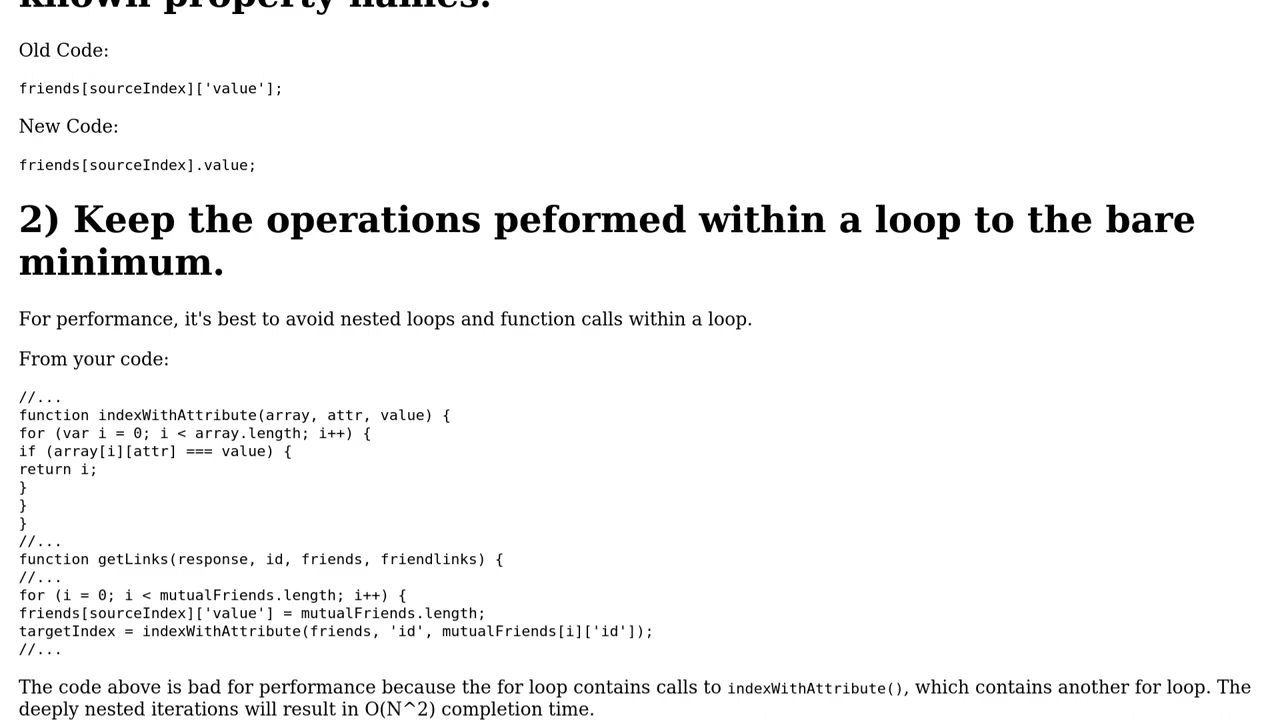 known property names.
Old Code:
friends[sourceIndex]['value'];
New Code:
friends[sourceIndex].value;
2) Keep the operations peformed within a loop to the bare
minimum.
For performance, it's best to avoid nested loops and function calls within a loop.
From your code:
//...
function indexWithAttribute(array, attr, value) {
for (var i = 0; i < array.length; i++) {
if (array[i][attr] === value) {
return i;
}
}
}
//...
function getLinks(response, id, friends, friendlinks) {
//...
for (i = 0; i < mutualFriends.length; i++) {
friends[sourceIndex]['value'] = mutualFriends.length;
targetIndex = indexWithAttribute(friends, 'id', mutualFriends[i]['id']);
//...
The code above is bad for performance because the for loop contains calls to indexWithAttribute(), which contains another for loop. The
deeply nested iterations will result in O(N^2) completion time.